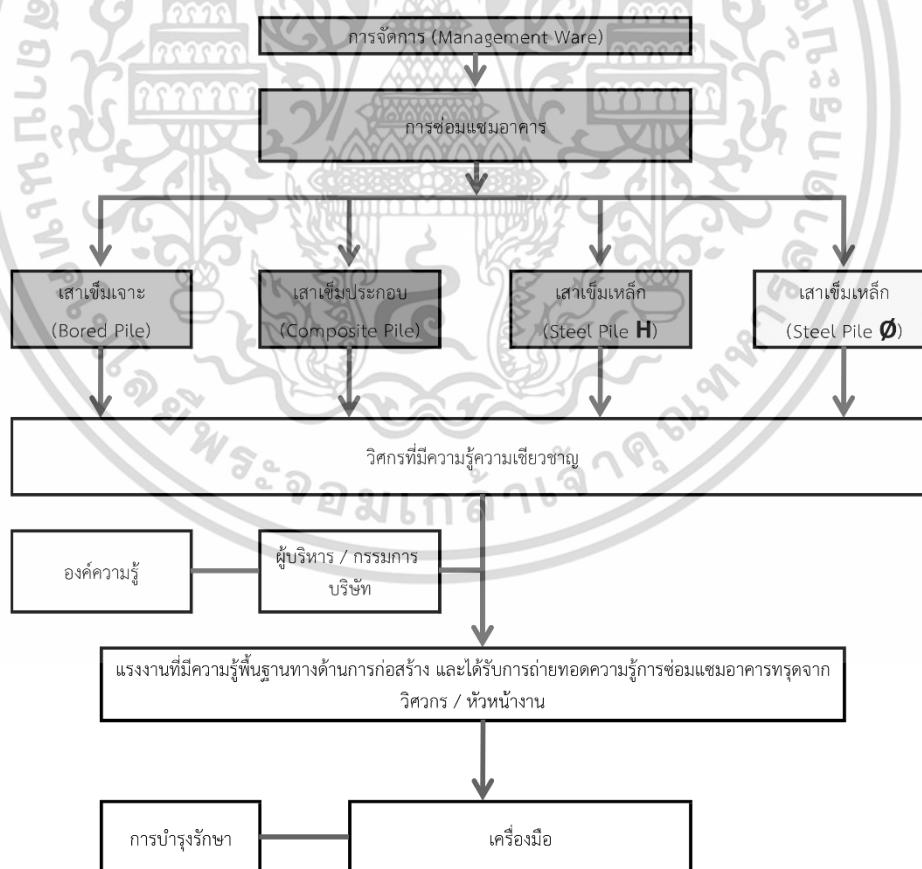 การจัดการ (Management Ware)
การซ่อมแซมอาคาร
เสาเข็มเจาะ
(Bored Pile)
เสาเข็มประกอบ
(Composite Pile)
เสาเข็มเหล็ก
(Steel Pile H)
เสาเข็มเหล็ก
(Steel Pile Ø)
วิศกรที่มีความรู้ความเชียวชาญ
องค์ความรู้
ผู้บริหาร / กรรมการ
บริษัท
แรงงานที่มีความรู้พื้นฐานทางด้านการก่อสร้าง และได้รับการถ่ายทอดความรู้การซ่อมแซมอาคารทรุดจาก
วิศวกร / หัวหน้างาน
การบำรุงรักษา
เครื่องมือ